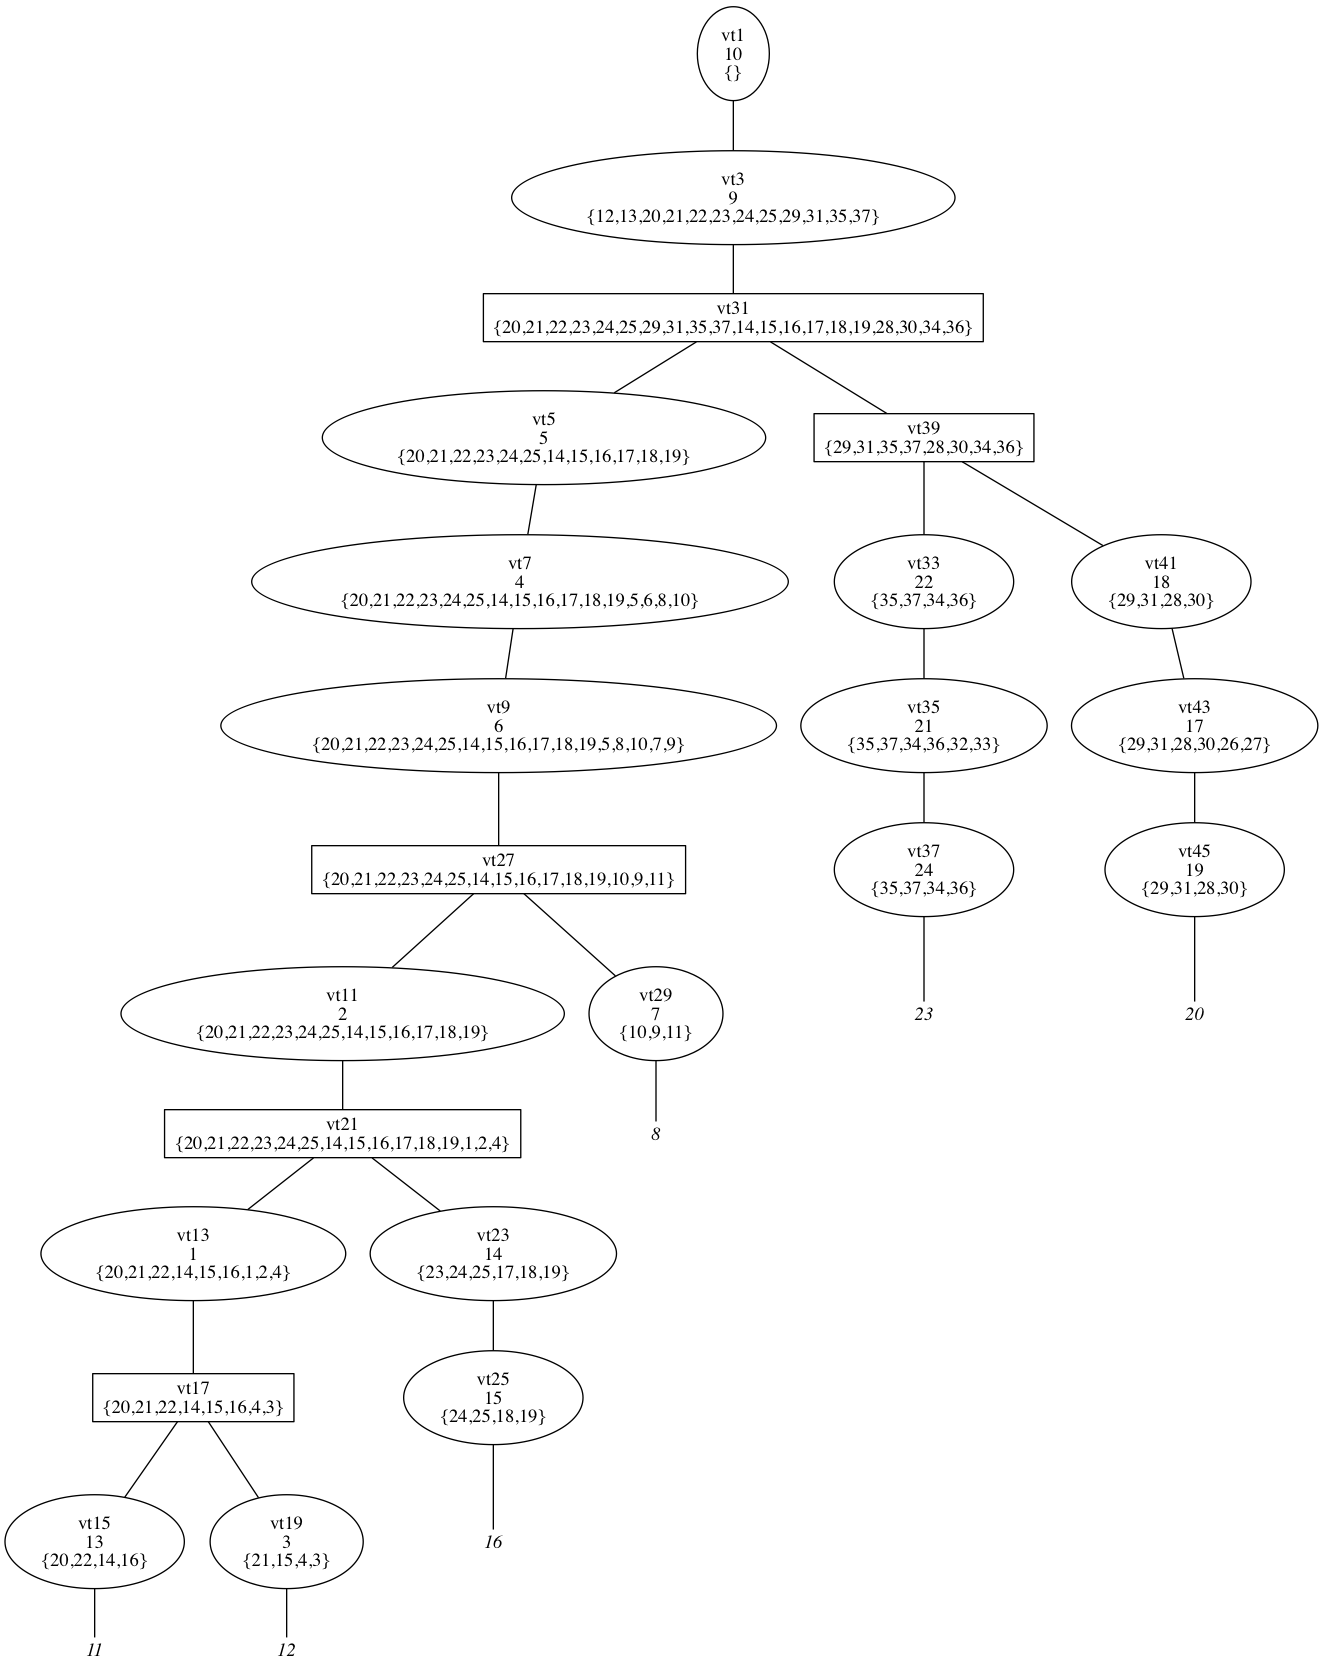 vt1
10
{}
vt3
9
{12,13,20,21,22,23,24,25,29,31,35,37}
vt31
{20,21,22,23,24,25,29,31,35,37,14,15,16,17,18,19,28,30,34,36}
vt5
5
{20,21,22,23,24,25,14,15,16,17,18,19}
vt39
{29,31,35,37,28,30,34,36}
vt7
4
{20,21,22,23,24,25,14,15,16,17,18,19,5,6,8,10}
vt33
22
{35,37,34,36}
vt41
18
{29,31,28,30}
vt9
6
{20,21,22,23,24,25,14,15,16,17,18,19,5,8,10,7,9}
vt35
21
{35,37,34,36,32,33}
vt43
17
{29,31,28,30,26,27}
vt27
{20,21,22,23,24,25,14,15,16,17,18,19,10,9,11}
vt37
24
{35,37,34,36}
vt45
19
{29,31,28,30}
vt11
2
{20,21,22,23,24,25,14,15,16,17,18,19}
vt29
7
{10,9,11}
23
20
vt21
{20,21,22,23,24,25,14,15,16,17,18,19,1,2,4}
8
vt13
1
{20,21,22,14,15,16,1,2,4}
vt23
14
{23,24,25,17,18,19}
vt17
{20,21,22,14,15,16,4,3}
vt25
15
{24,25,18,19}
vt15
13
{20,22,14,16}
vt19
3
{21,15,4,3}
16
11
12